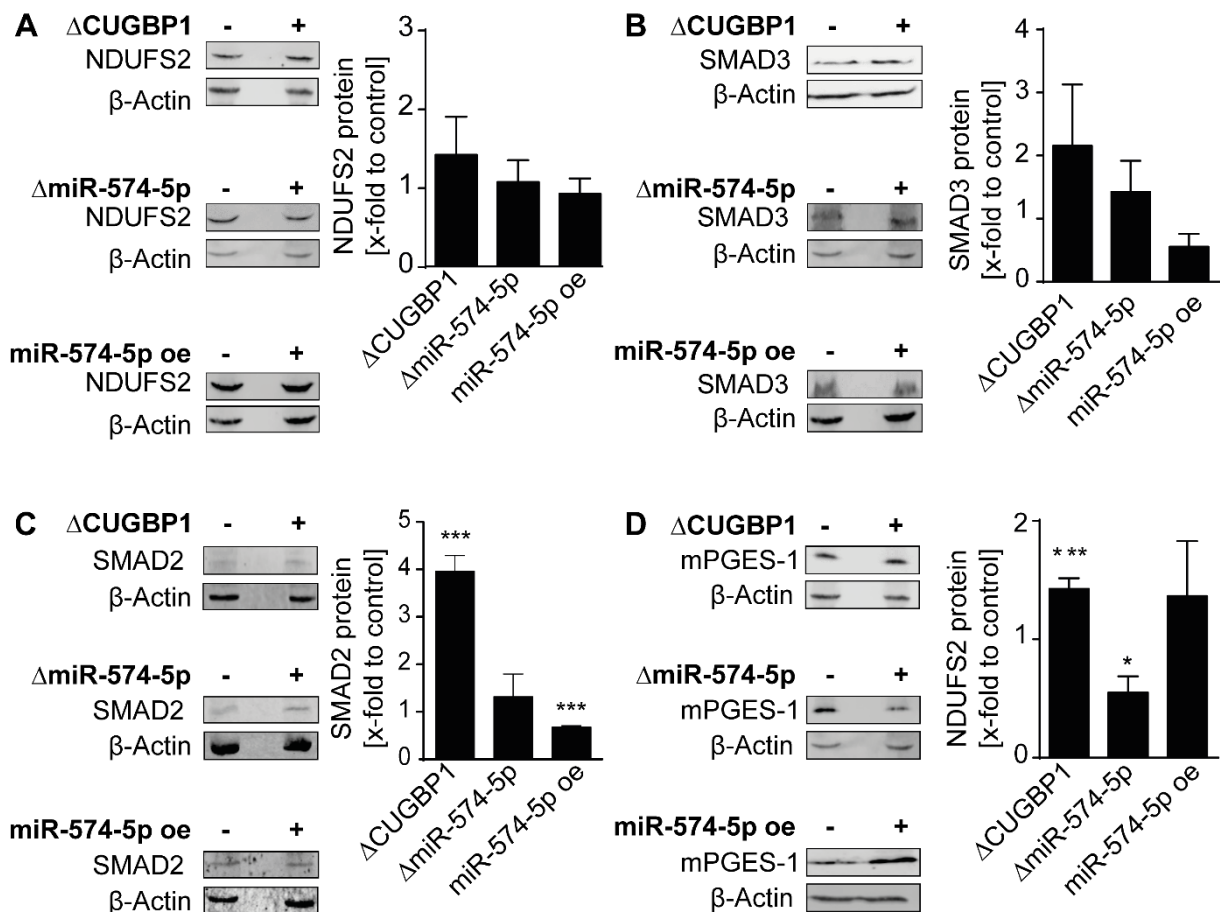 A
ΔCUGBP1 - +
NDUFS2
β-Actin
ΔmiR-574-5p - +
NDUFS2
β-Actin
miR-574-5p oe - +
NDUFS2
β-Actin
NDUFS2 protein
[x-fold to control]
3
2
1
0
ΔCUGBP1
ΔmiR-574-5p
miR-574-5p oe
B
ΔCUGBP1 - +
SMAD3
β-Actin
ΔmiR-574-5p - +
SMAD3
β-Actin
miR-574-5p oe - +
SMAD3
β-Actin
SMAD3 protein
[x-fold to control]
4
3
2
1
0
ΔCUGBP1
ΔmiR-574-5p
miR-574-5p oe
C
ΔCUGBP1 - +
SMAD2
β-Actin
ΔmiR-574-5p - +
SMAD2
β-Actin
miR-574-5p oe - +
SMAD2
β-Actin
SMAD2 protein
[x-fold to control]
5
4
3
2
1
0
***
***
ΔCUGBP1
ΔmiR-574-5p
miR-574-5p oe
D
ΔCUGBP1 - +
mPGES-1
β-Actin
ΔmiR-574-5p - +
mPGES-1
β-Actin
miR-574-5p oe - +
mPGES-1
β-Actin
NDUFS2 protein
[x-fold to control]
2
1
0
* **
*
ΔCUGBP1
ΔmiR-574-5p
miR-574-5p oe